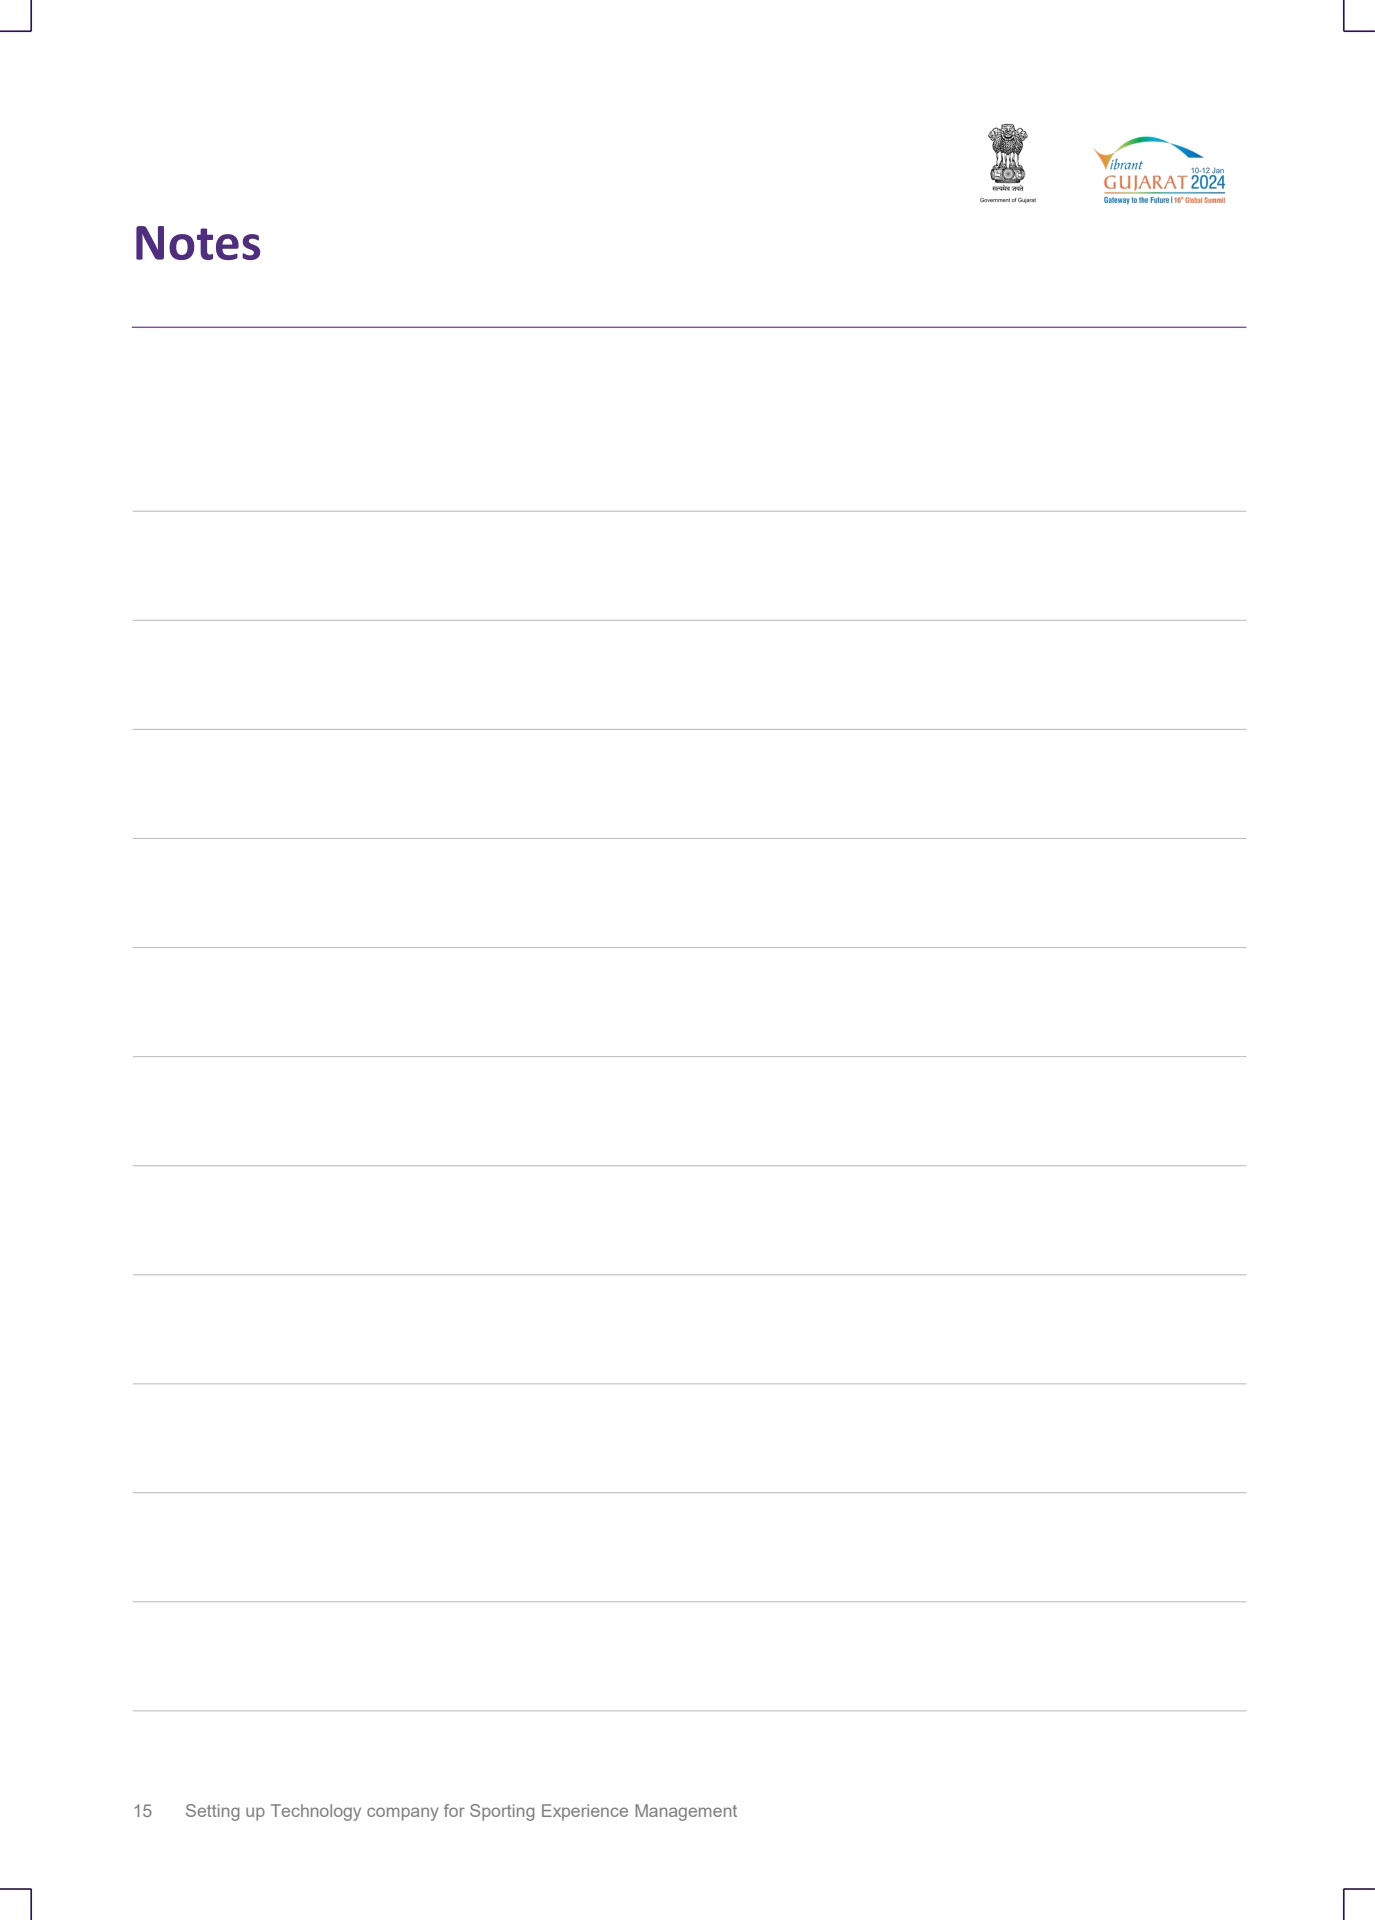 सत्यमेव जयते
Government of Gujarat
Vibrant
10-12 Jan
GUJARAT 2024
Gateway to the Future | 10th Global Summit
Notes
15 Setting up Technology company for Sporting Experience Management